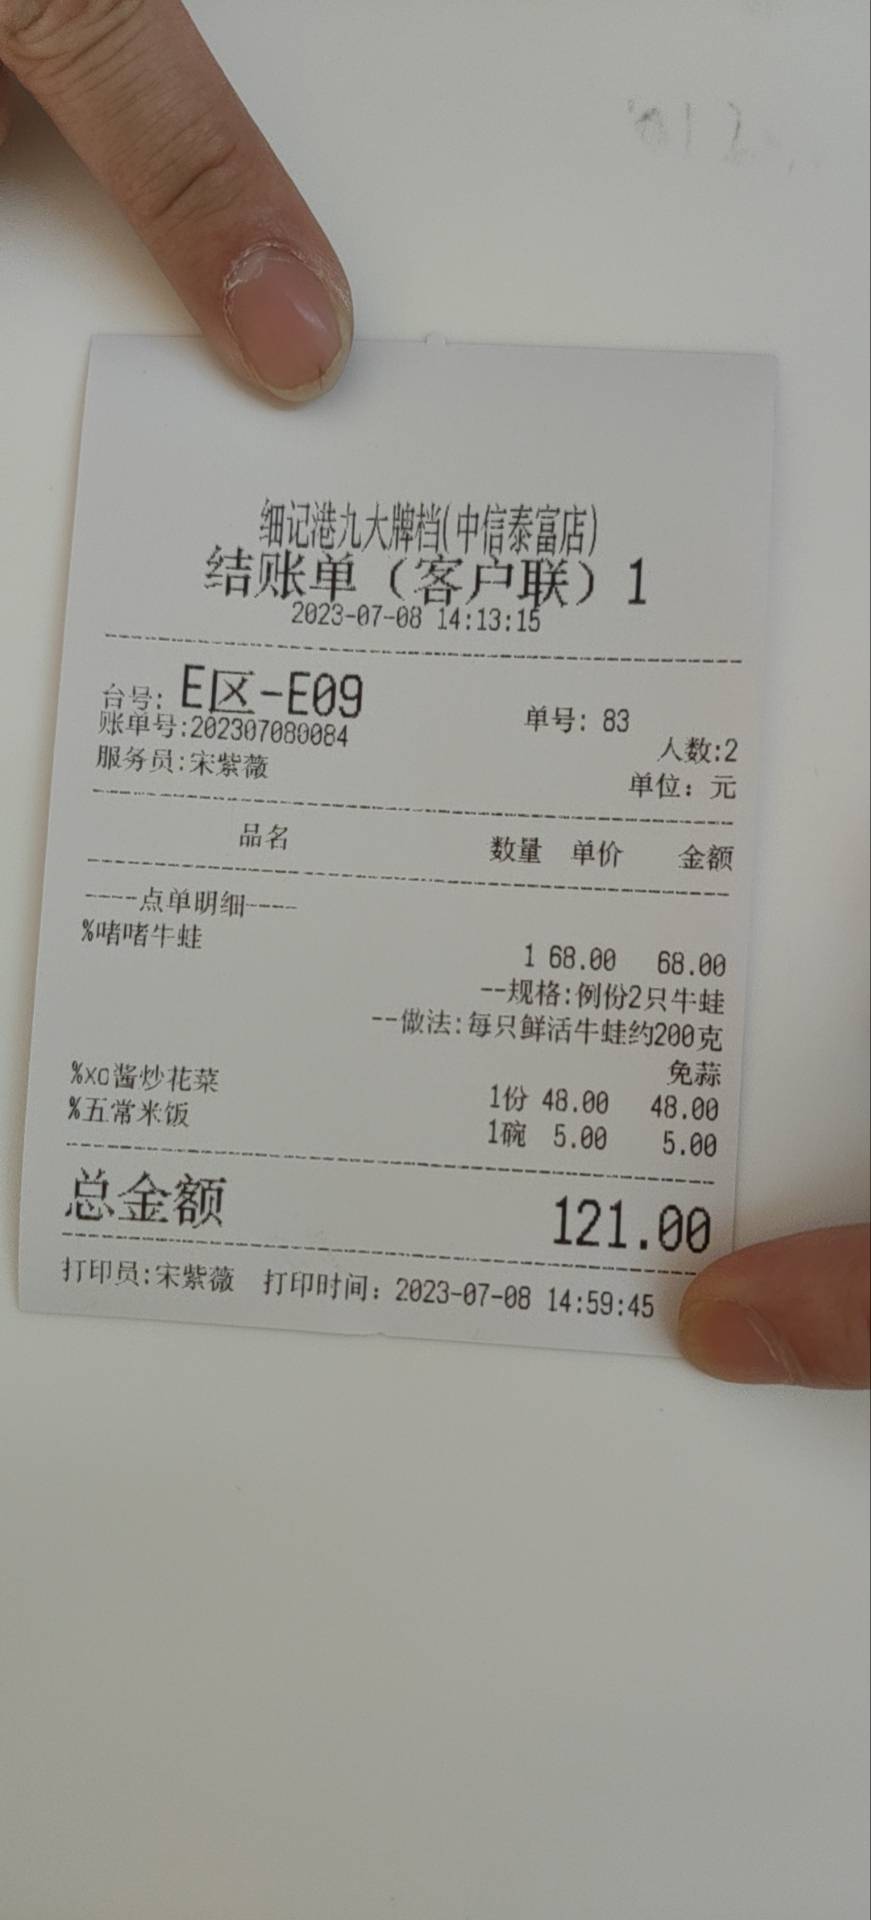 细记港九大牌档(中信泰富店)
结账单（客户联）1
2023-07-08 14:13:15
台号: E区-E09 单号: 83
账单号:202307080084 人数:2
服务员:宋紫薇 单位：元
品名 数量 单价 金额
----点单明细----
%啫啫牛蛙 1 68.00 68.00
--规格:例份2只牛蛙
--做法:每只鲜活牛蛙约200克
免蒜
%xo酱炒花菜 1份 48.00 48.00
%五常米饭 1碗 5.00 5.00
总金额 121.00
打印员:宋紫薇 打印时间：2023-07-08 14:59:45